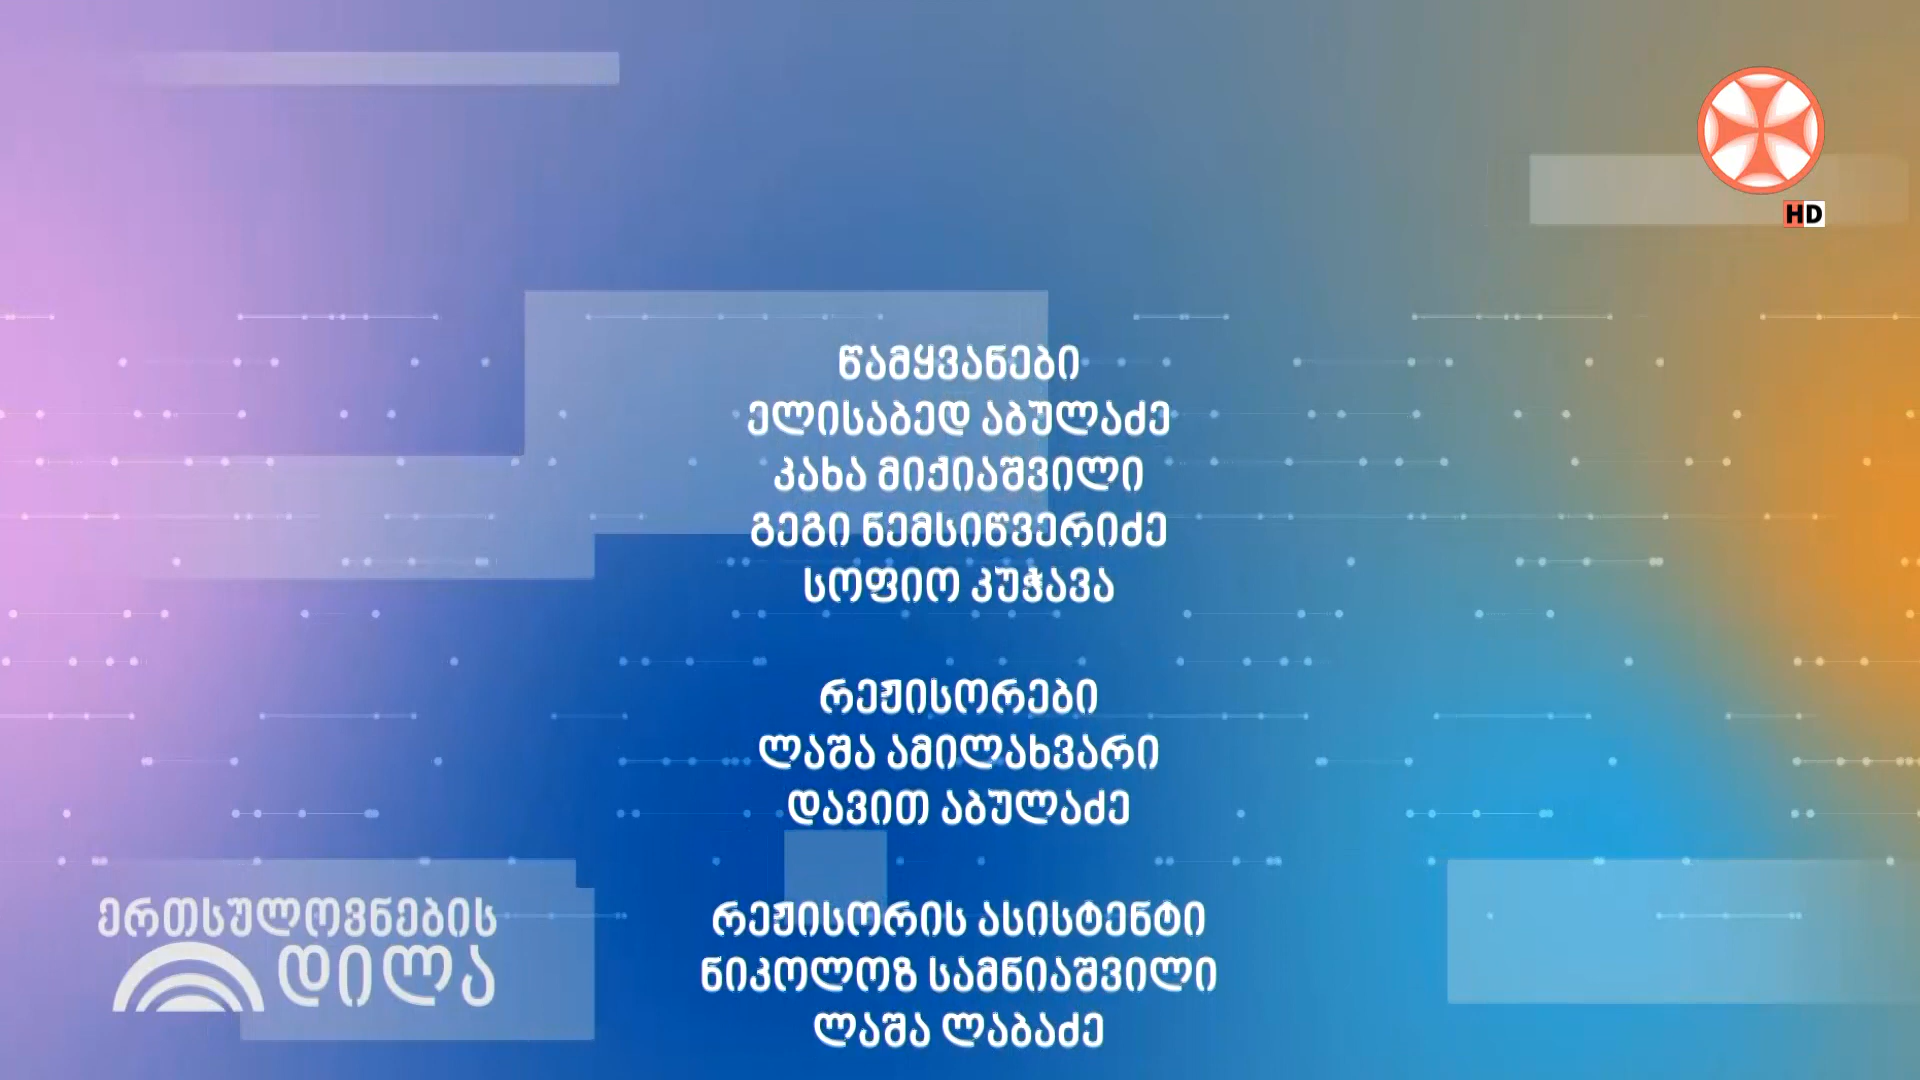 HD
წამყვანები
ელისაბედ აბულაძე
კახა მიქიაშვილი
გეგი ნემსიწვერიძე
სოფიო კუჭავა
რეჟისორები
ლაშა ამილახვარი
დავით აბულაძე
რეჟისორის ასისტენტი
ნიკოლოზ სამნიაშვილი
ლაშა ლაბაძე
ერთსულოვნების
დილა